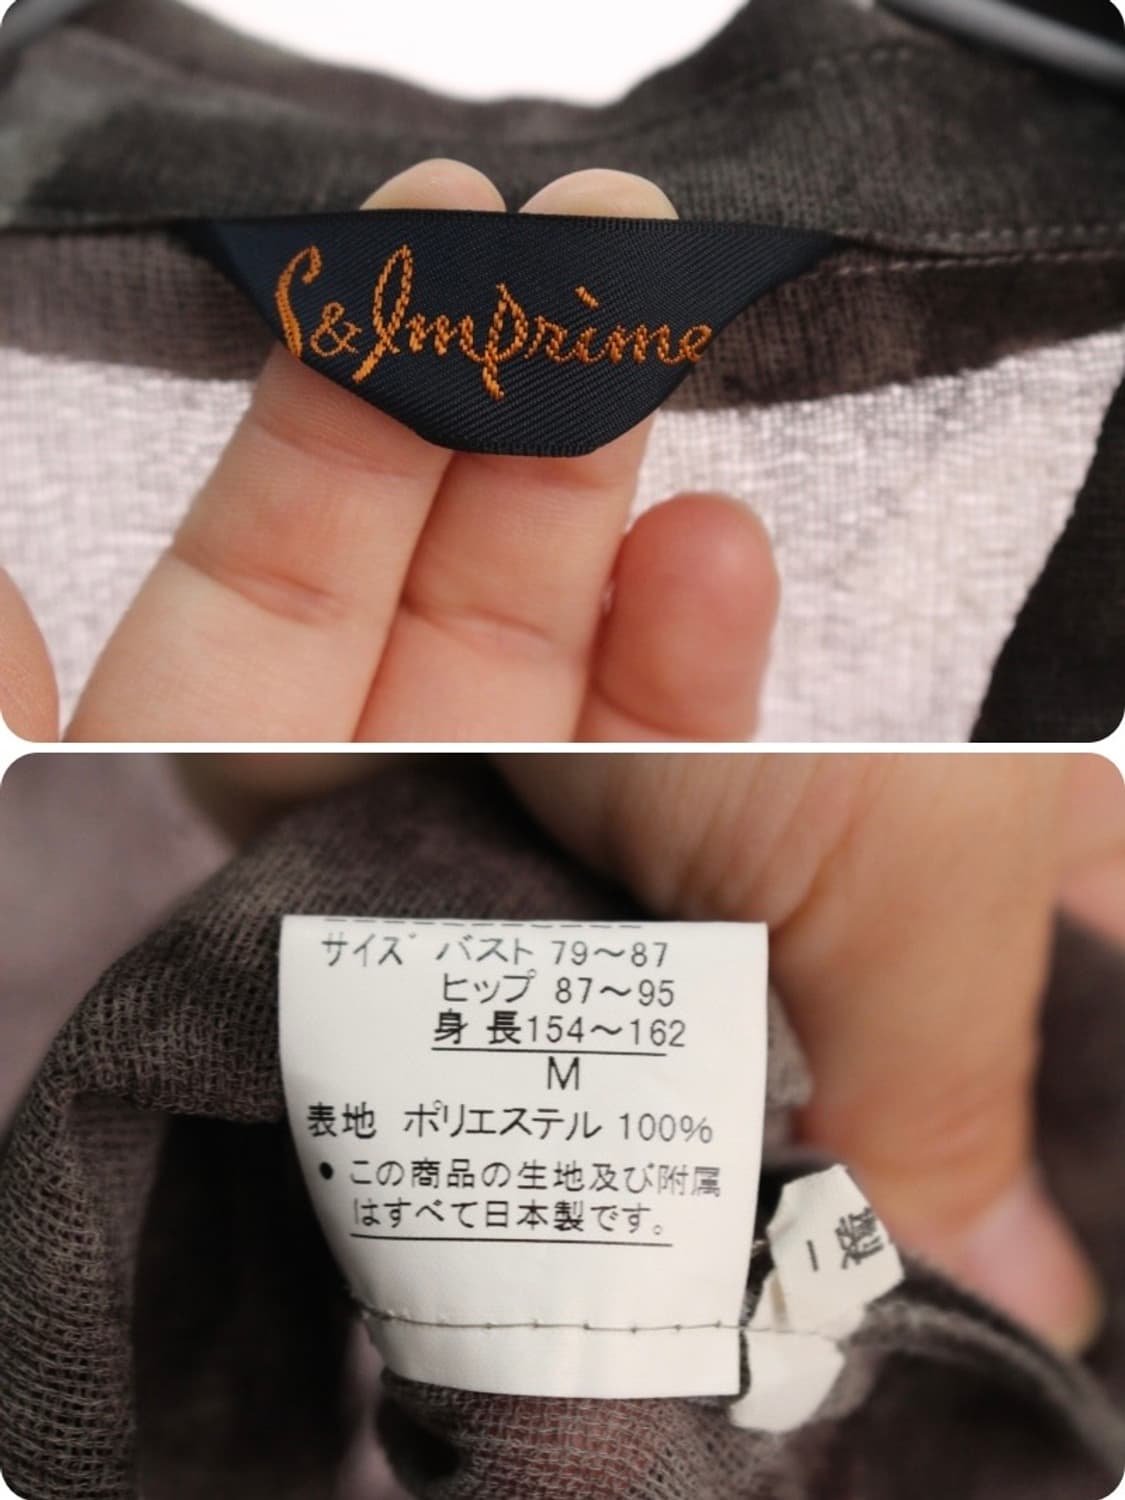 S & Imprime
サイズ バスト 79～87
ヒップ 87～95
身 長154～162
M
表地 ポリエステル 100%
• この商品の生地及び附属
はすべて日本製です。